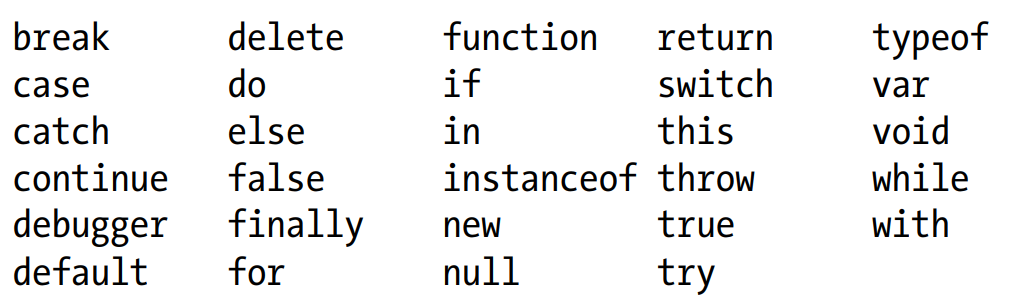 break delete function return typeof
case do if switch var
catch else in this void
continue false instanceof throw while
debugger finally new true with
default for null try